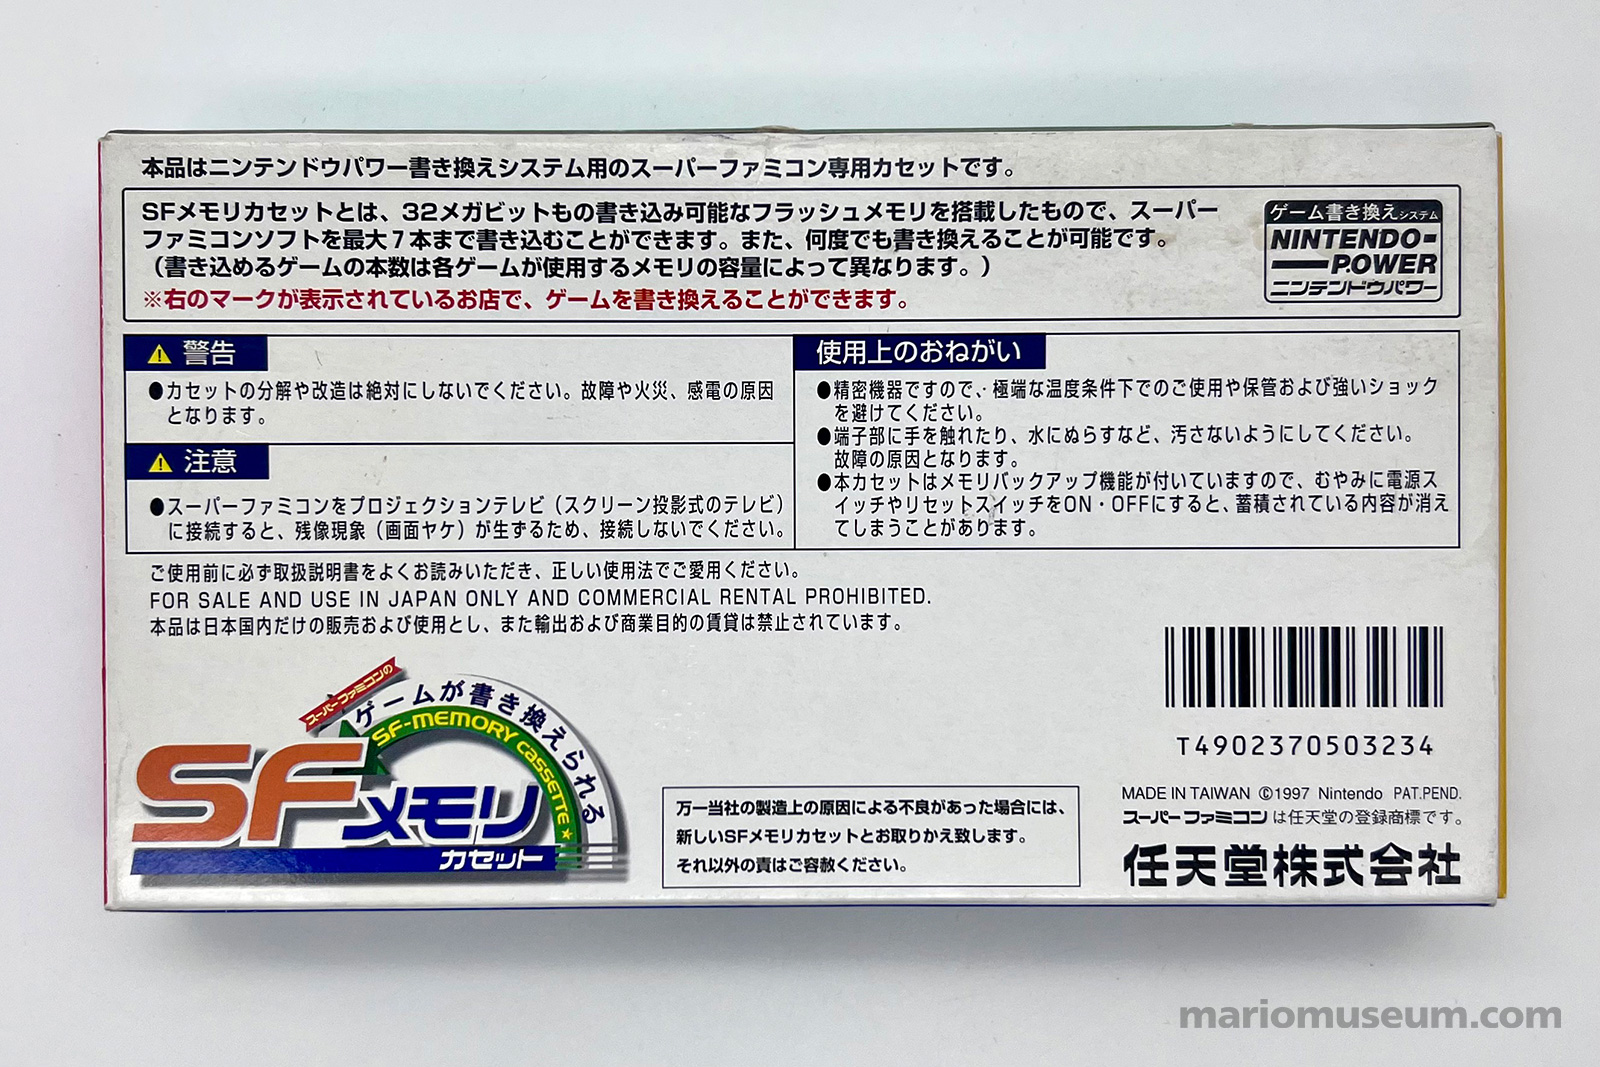 本品はニンテンドウパワー書き換えシステム用のスーパーファミコン専用カセットです。
SFメモリカセットとは、32メガビットもの書き込み可能なフラッシュメモリを搭載したもので、スーパー
ファミコンソフトを最大7本まで書き込むことができます。また、何度でも書き換えることが可能です。
（書き込めるゲームの本数は各ゲームが使用するメモリの容量によって異なります。）
※右のマークが表示されているお店で、ゲームを書き換えることができます。
ゲーム書き換えシステム
NINTENDO-
POWER
ニンテンドウパワー
警告
●カセットの分解や改造は絶対にしないでください。故障や火災、感電の原因
となります。
注意
●スーパーファミコンをプロジェクションテレビ（スクリーン投影式のテレビ）
に接続すると、残像現象（画面ヤケ）が生ずるため、接続しないでください。
使用上のおねがい
●精密機器ですので、極端な温度条件下でのご使用や保管および強いショック
を避けてください。
●端子部に手を触れたり、水にぬらすなど、汚さないようにしてください。
故障の原因となります。
●本カセットはメモリバックアップ機能が付いていますので、むやみに電源ス
イッチやリセットスイッチをON・OFFにすると、蓄積されている内容が消え
てしまうことがあります。
ご使用前に必ず取扱説明書をよくお読みいただき、正しい使用法でご愛用ください。
FOR SALE AND USE IN JAPAN ONLY AND COMMERCIAL RENTAL PROHIBITED.
本品は日本国内だけの販売および使用とし、また輸出および商業目的の賃貸は禁止されています。
スーパーファミコンの
ゲームが書き換えられる
SF-MEMORY CASSETTE★
SFメモリ
カセット
万一当社の製造上の原因による不良があった場合には、
新しいSFメモリカセットとお取りかえ致します。
それ以外の責はご容赦ください。
T4902370503234
MADE IN TAIWAN ©1997 Nintendo PAT.PEND.
スーパーファミコンは任天堂の登録商標です。
任天堂株式会社
mariomuseum.com